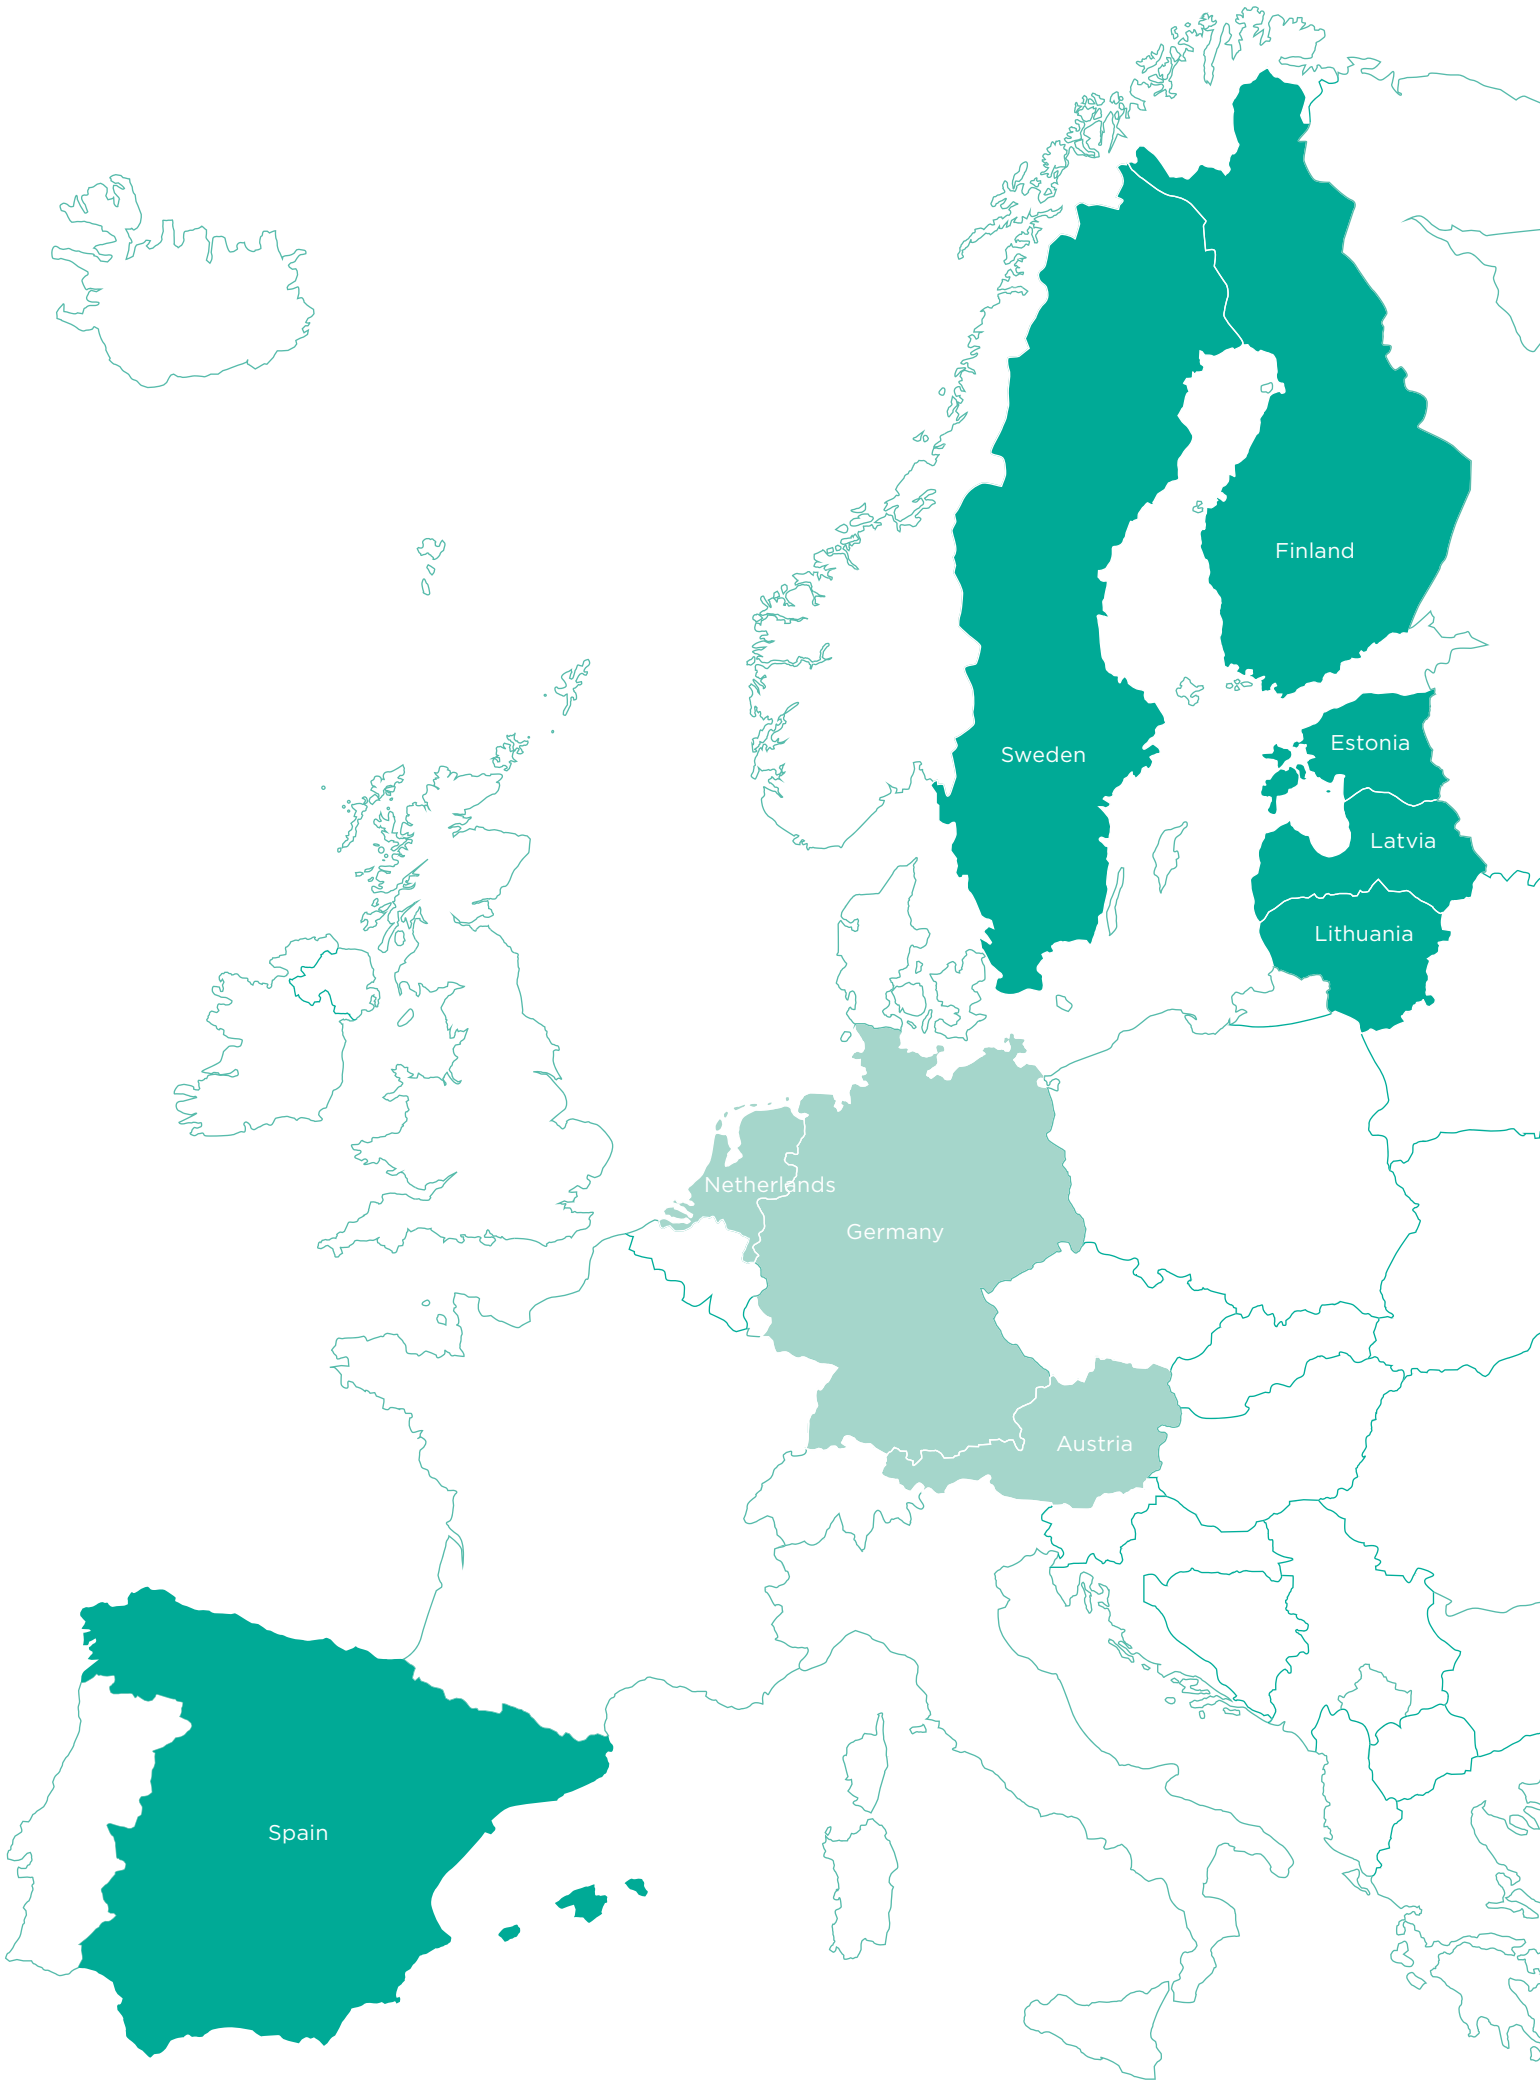 Finland
Estonia
Sweden
Latvia
Lithuania
Netherlands
Germany
Austria
Spain